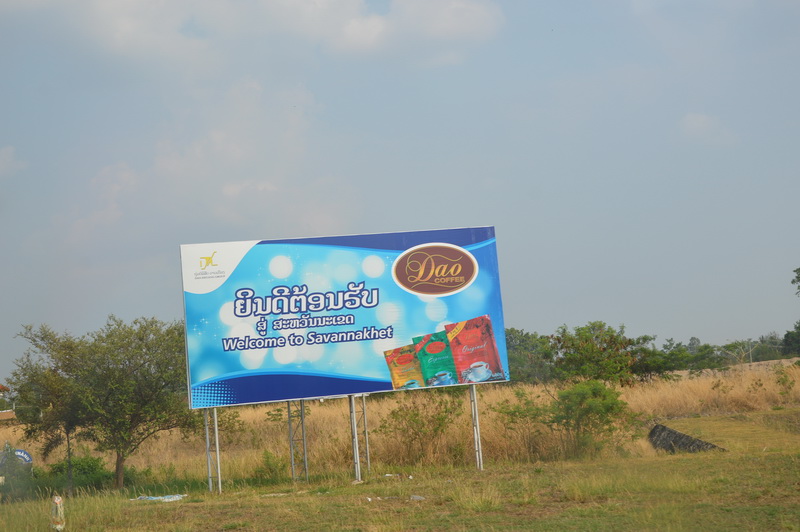 ຍິນດີຕ້ອນຮັບ
ສູ່ ສະຫວັນນະເຂດ
Welcome to Savannakhet
Dao
COFFEE
Original